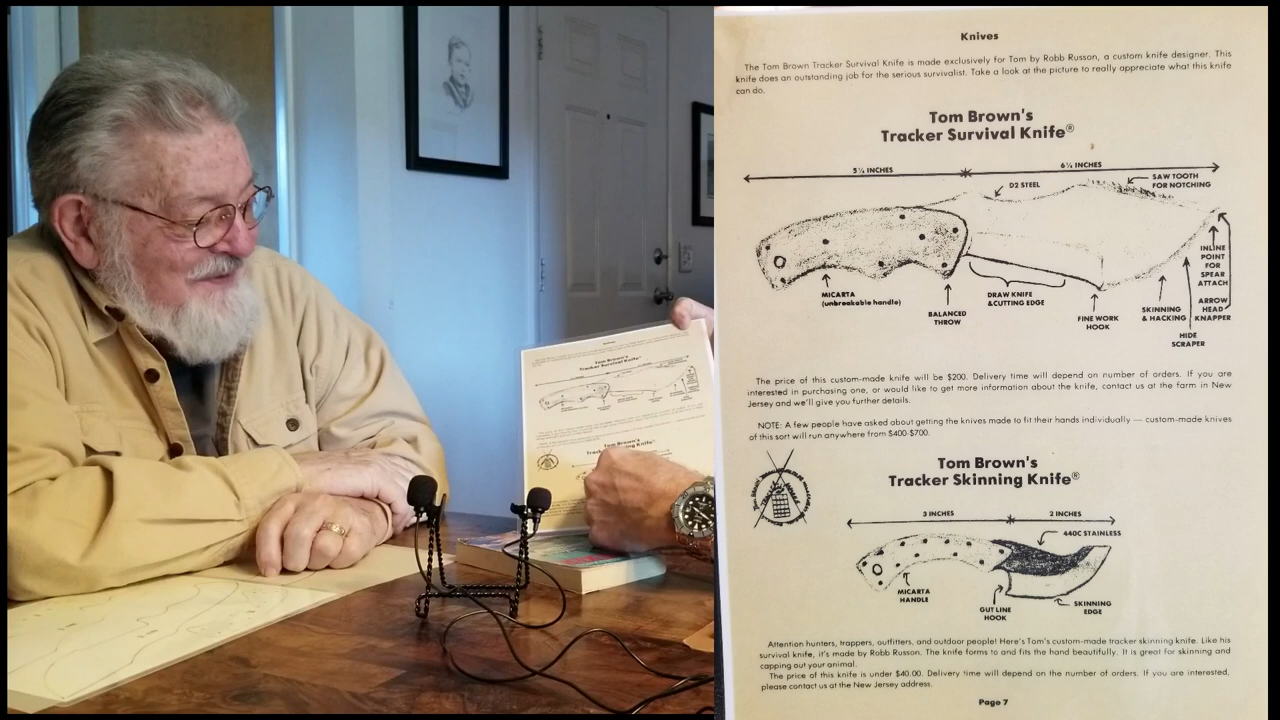 Knives
The Tom Brown Tracker Survival Knife is made exclusively for Tom by Robb Russon, a custom knife designer. This
knife does an outstanding job for the serious survivalist. Take a look at the picture to really appreciate what this knife
can do.
Tom Brown's
Tracker Survival Knife®
5¼ INCHES
6¼ INCHES
D2 STEEL
SAW TOOTH
FOR NOTCHING
INLINE
POINT
FOR
SPEAR
ATTACH
MICARTA
(unbreakable handle)
BALANCED
THROW
DRAW KNIFE
&CUTTING EDGE
FINE WORK
HOOK
SKINNING
& HACKING
HIDE
SCRAPER
ARROW
HEAD
KNAPPER
The price of this custom-made knife will be $200. Delivery time will depend on number of orders. If you are
interested in purchasing one, or would like to get more information about the knife, contact us at the farm in New
Jersey and we'll give you further details.
NOTE: A few people have asked about getting the knives made to fit their hands individually — custom-made knives
of this sort will run anywhere from $400-$700.
Tom Brown's
Tracker Skinning Knife®
3 INCHES
2 INCHES
440C STAINLESS
MICARTA
HANDLE
GUT LINE
HOOK
SKINNING
EDGE
Attention hunters, trappers, outfitters, and outdoor people! Here's Tom's custom-made tracker skinning knife. Like his
survival knife, it's made by Robb Russon. The knife forms to and fits the hand beautifully. It is great for skinning and
capping out your animal.
The price of this knife is under $40.00. Delivery time will depend on the number of orders. If you are interested,
please contact us at the New Jersey address.
Page 7
Tom Brown's
Tracker Survival Knife®
Tom Brown's